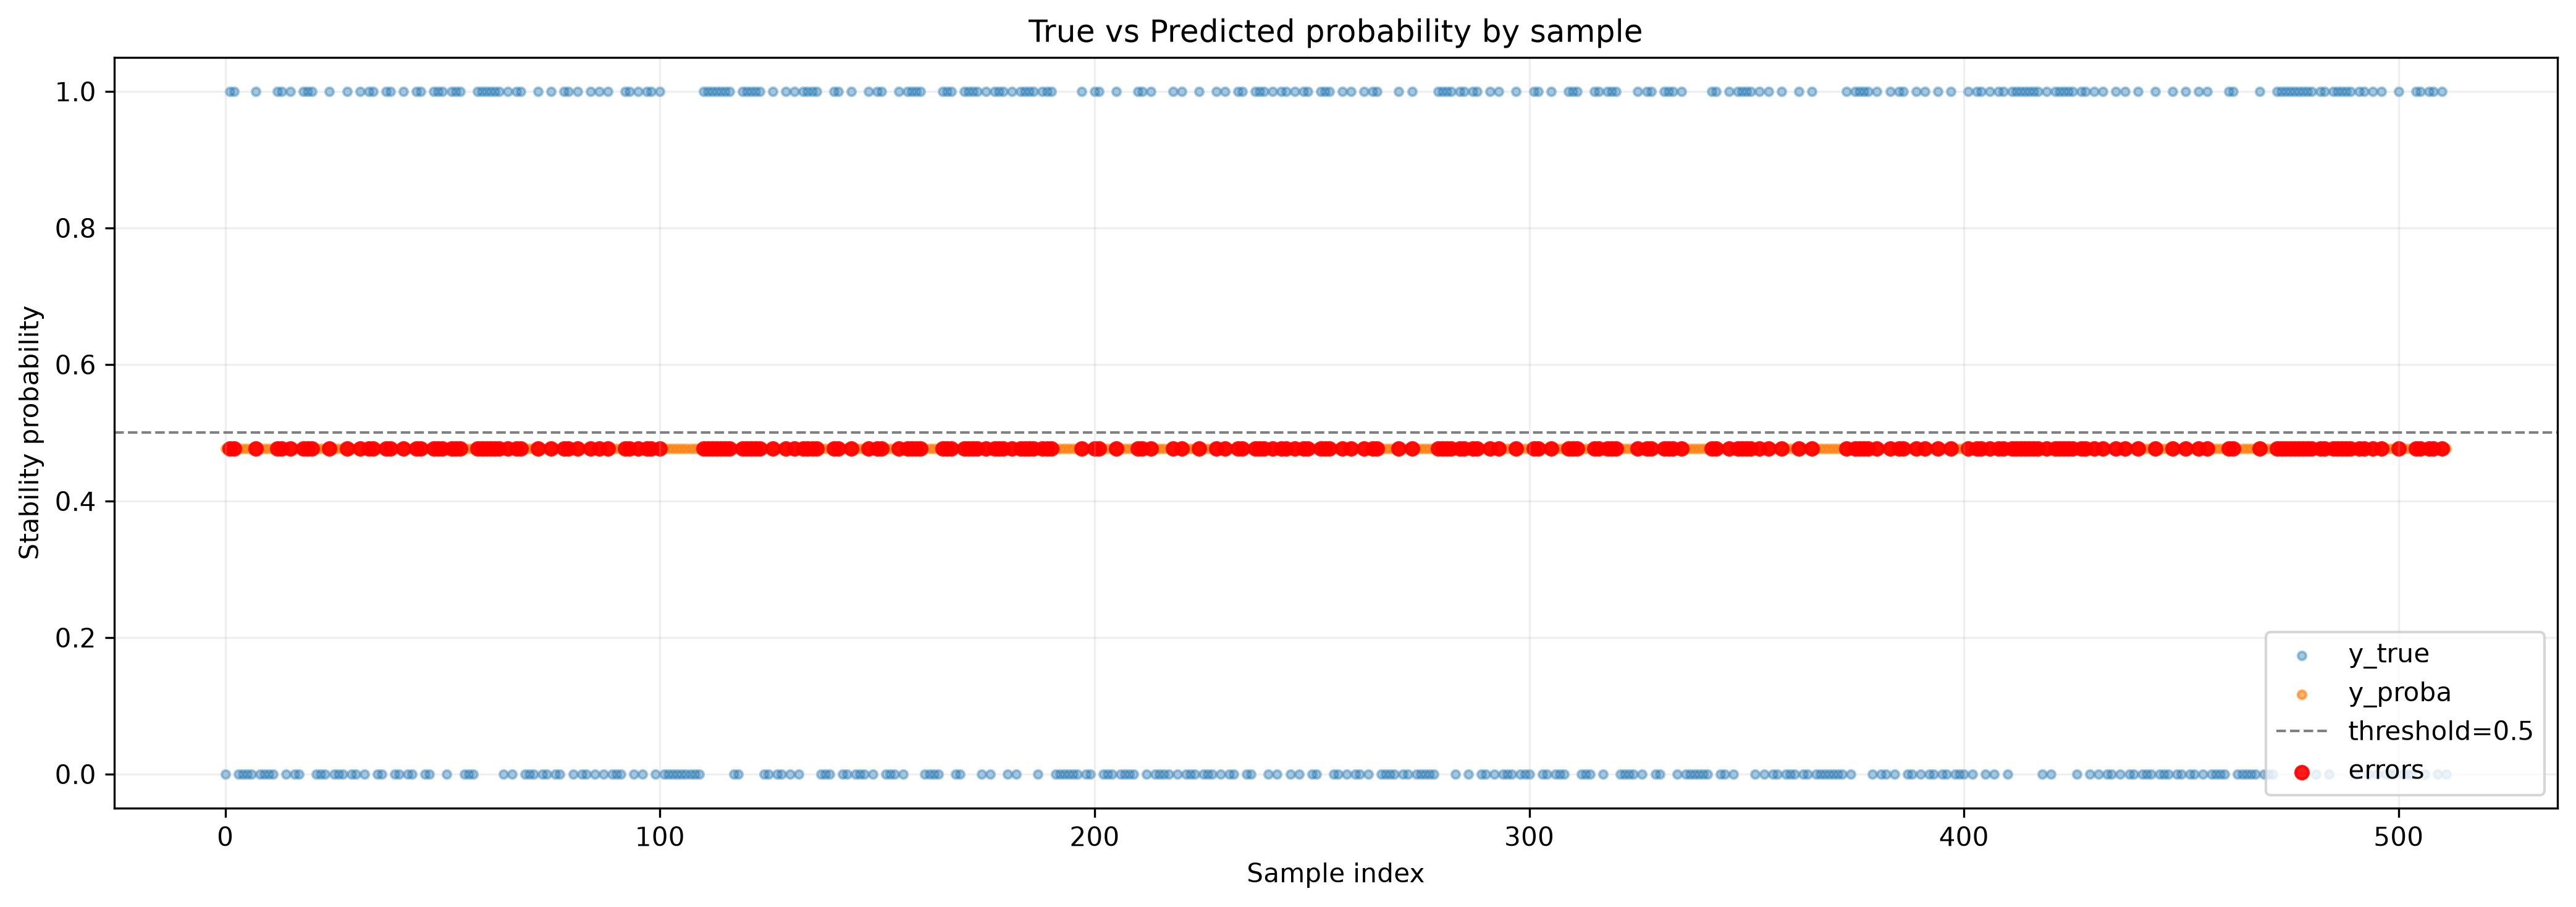 True vs Predicted probability by sample
Stability probability
1.0
0.8
0.6
0.4
0.2
0.0
0
100
200
300
400
500
Sample index
y_true
y_proba
threshold=0.5
errors